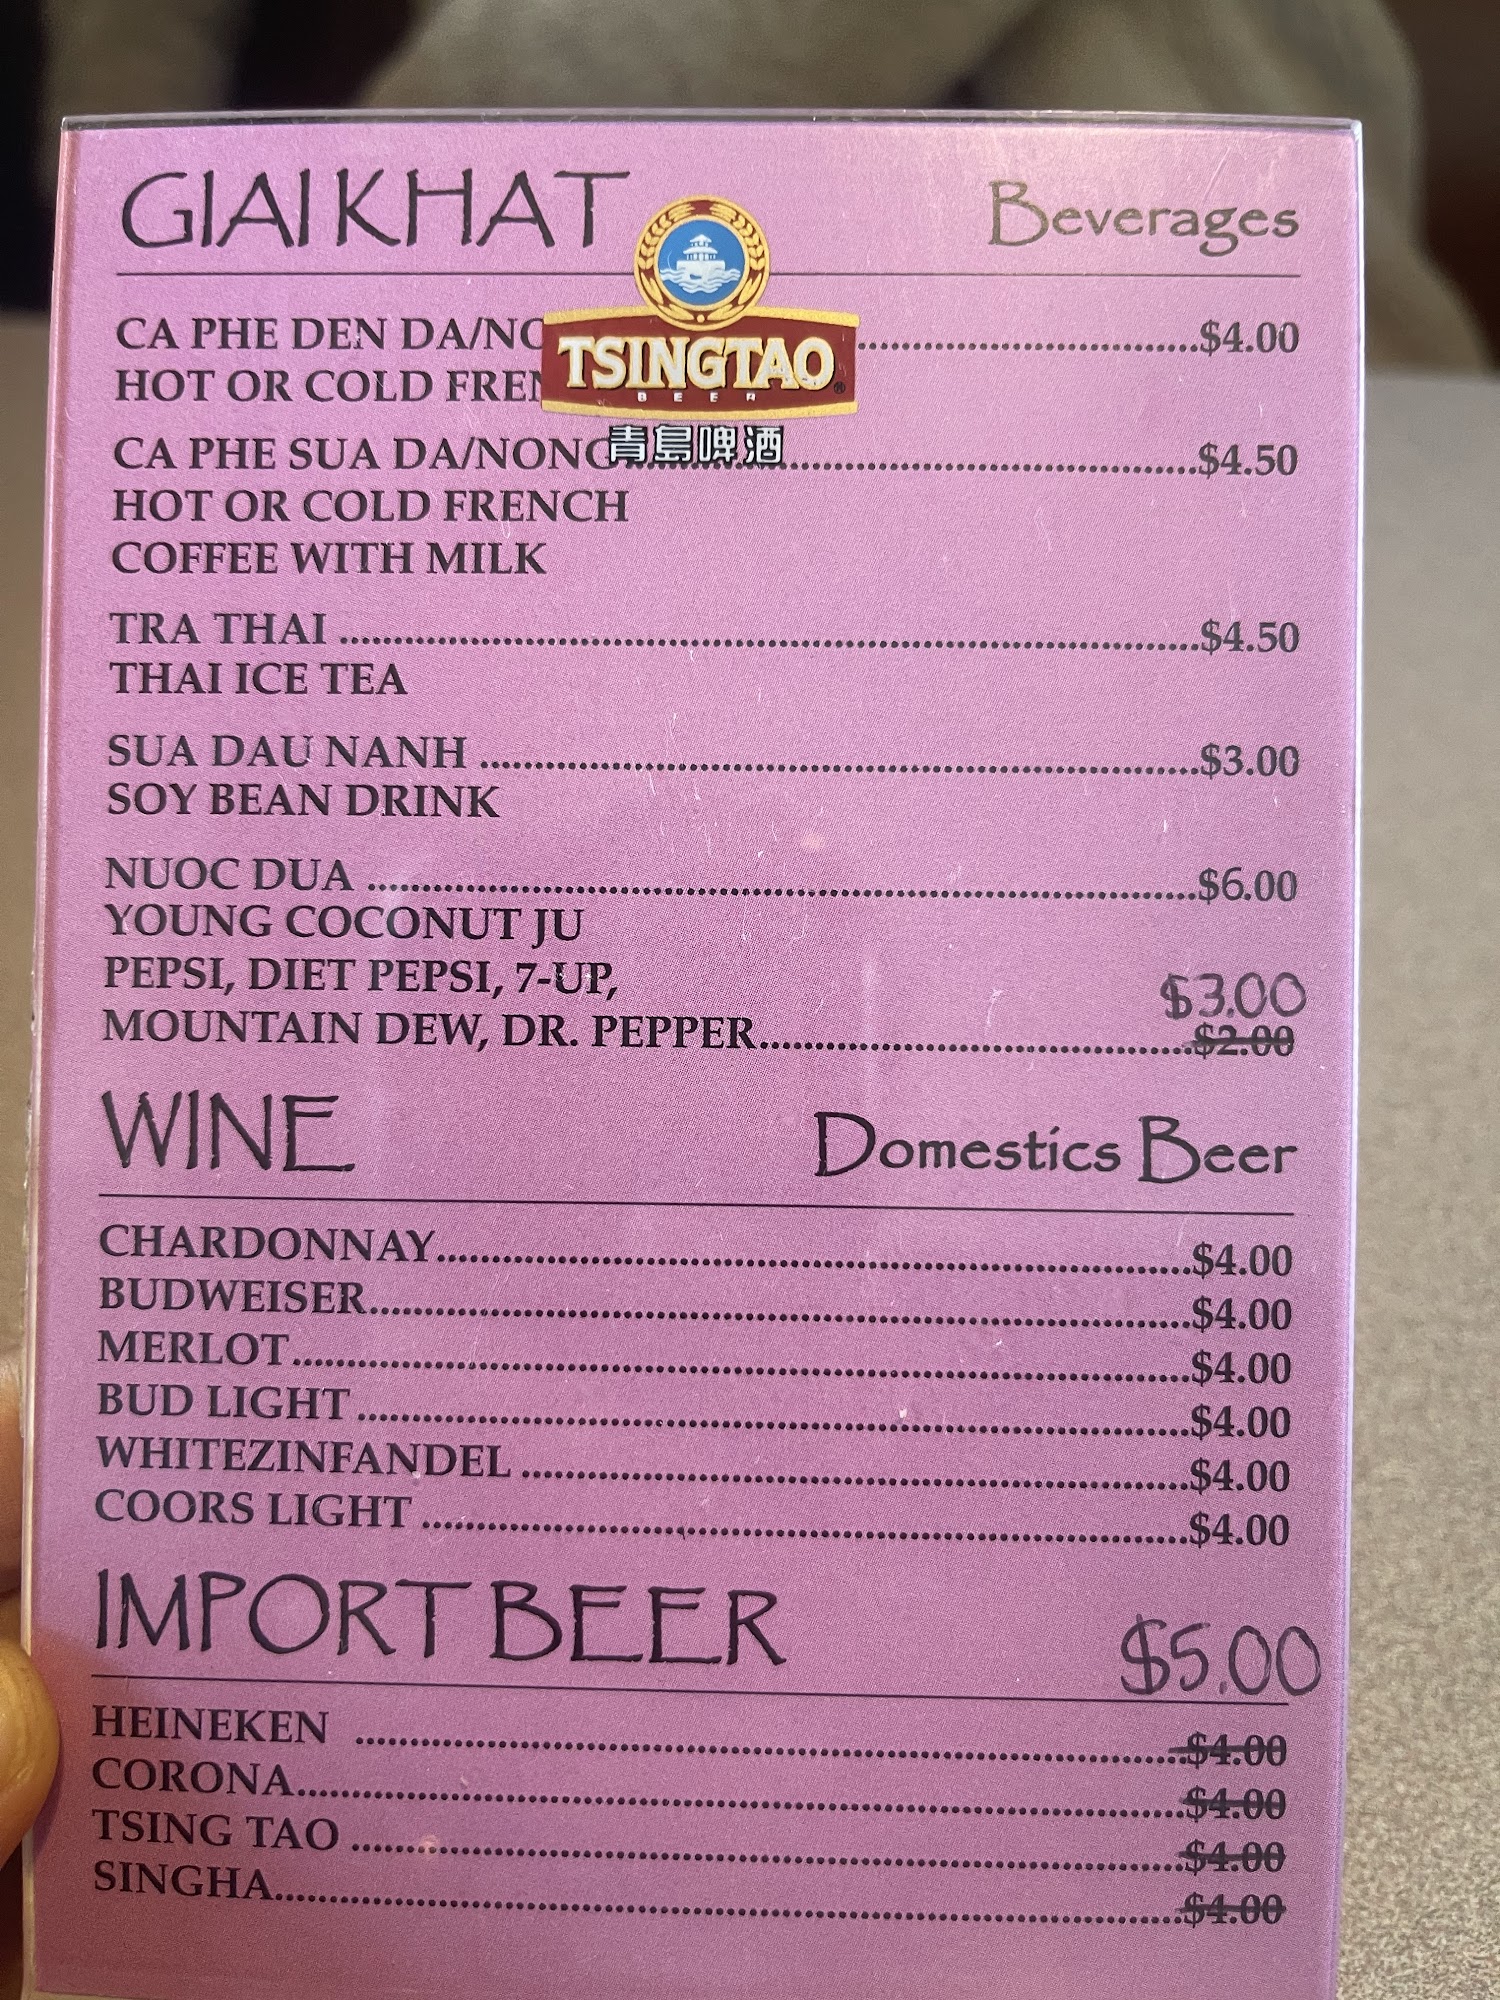 GIAI KHAT Beverages
TSINGTAO
BEER
青島啤酒
CA PHE DEN DA/NO ..........$4.00
HOT OR COLD FREN
CA PHE SUA DA/NONG ..........$4.50
HOT OR COLD FRENCH
COFFEE WITH MILK
TRA THAI ..........$4.50
THAI ICE TEA
SUA DAU NANH ..........$3.00
SOY BEAN DRINK
NUOC DUA ..........$6.00
YOUNG COCONUT JU
PEPSI, DIET PEPSI, 7-UP, $3.00
MOUNTAIN DEW, DR. PEPPER..........$2.00
WINE Domestics Beer
CHARDONNAY..........$4.00
BUDWEISER..........$4.00
MERLOT..........$4.00
BUD LIGHT ..........$4.00
WHITEZINFANDEL ..........$4.00
COORS LIGHT ..........$4.00
IMPORT BEER $5.00
HEINEKEN ..........$4.00
CORONA..........$4.00
TSING TAO ..........$4.00
SINGHA..........$4.00